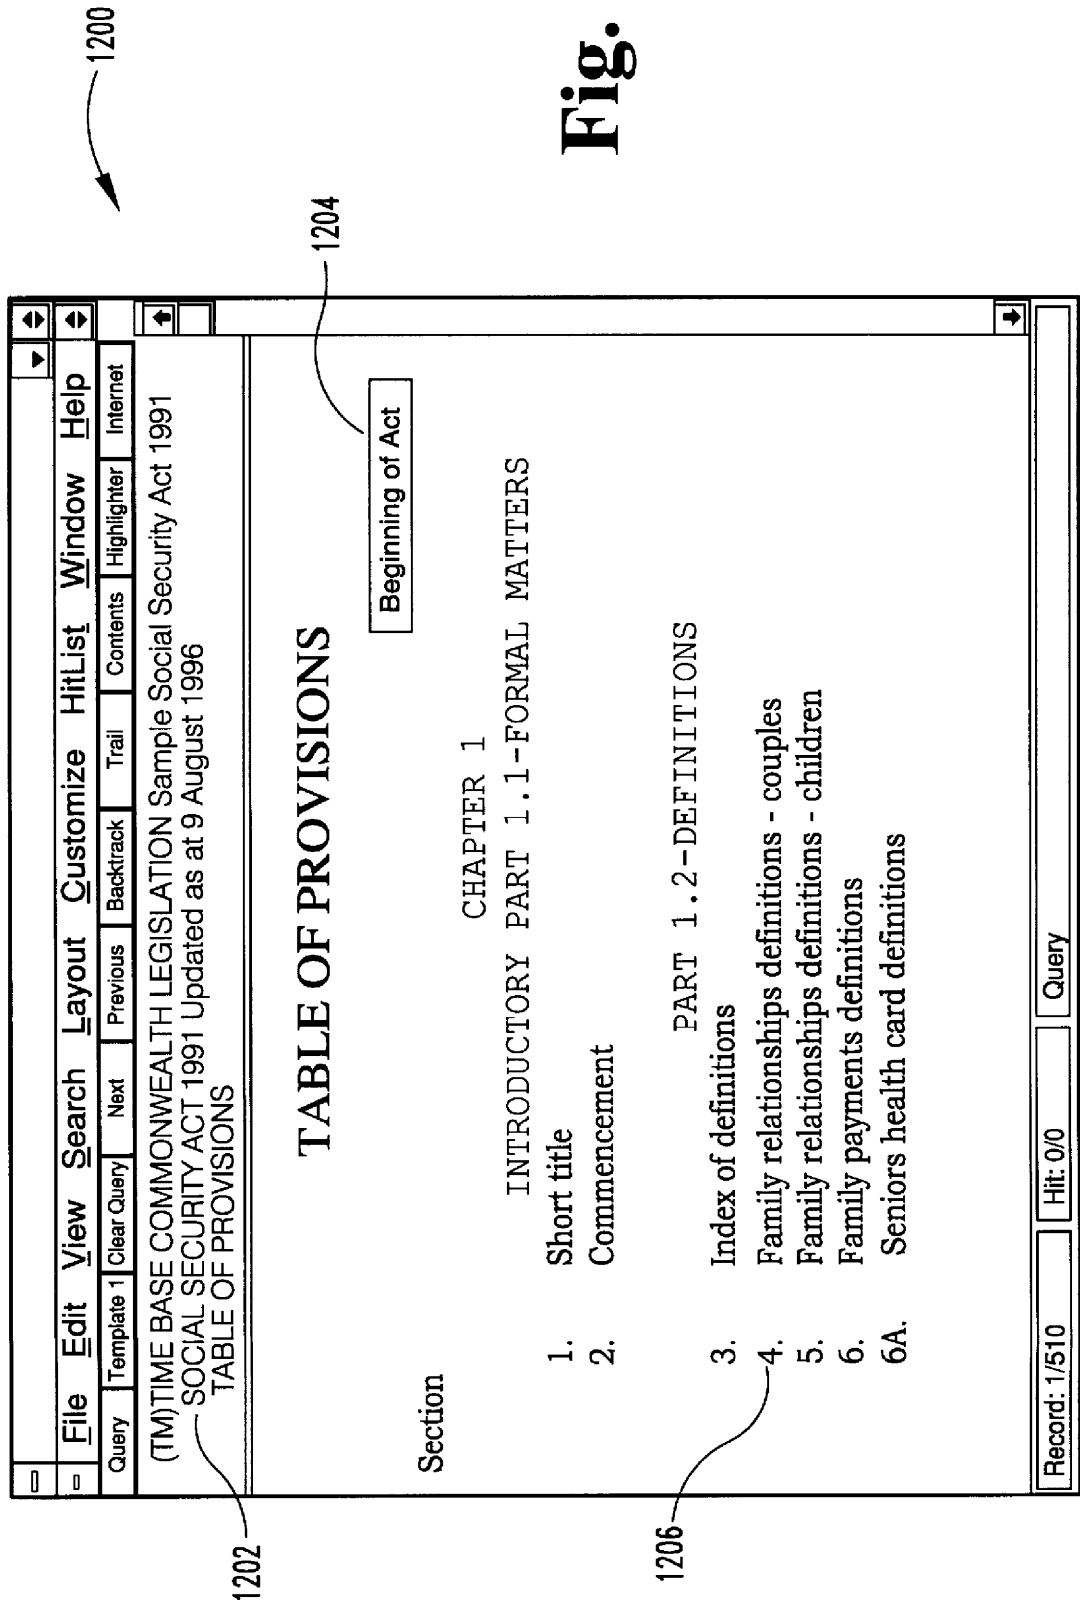 1200
File Edit View Search Layout Customize HitList Window Help
Query Template 1 Clear Query Next Previous Backtrack Trail Contents Highlighter Internet
(TM)TIME BASE COMMONWEALTH LEGISLATION Sample Social Security Act 1991
1202
SOCIAL SECURITY ACT 1991 Updated as at 9 August 1996
TABLE OF PROVISIONS
TABLE OF PROVISIONS
1204
Beginning of Act
Section
CHAPTER 1
INTRODUCTORY PART 1.1-FORMAL MATTERS
1. Short title
2. Commencement
PART 1.2-DEFINITIONS
3. Index of definitions
1206
4. Family relationships definitions - couples
5. Family relationships definitions - children
6. Family payments definitions
6A. Seniors health card definitions
Record: 1/510 Hit: 0/0 Query
Fig.